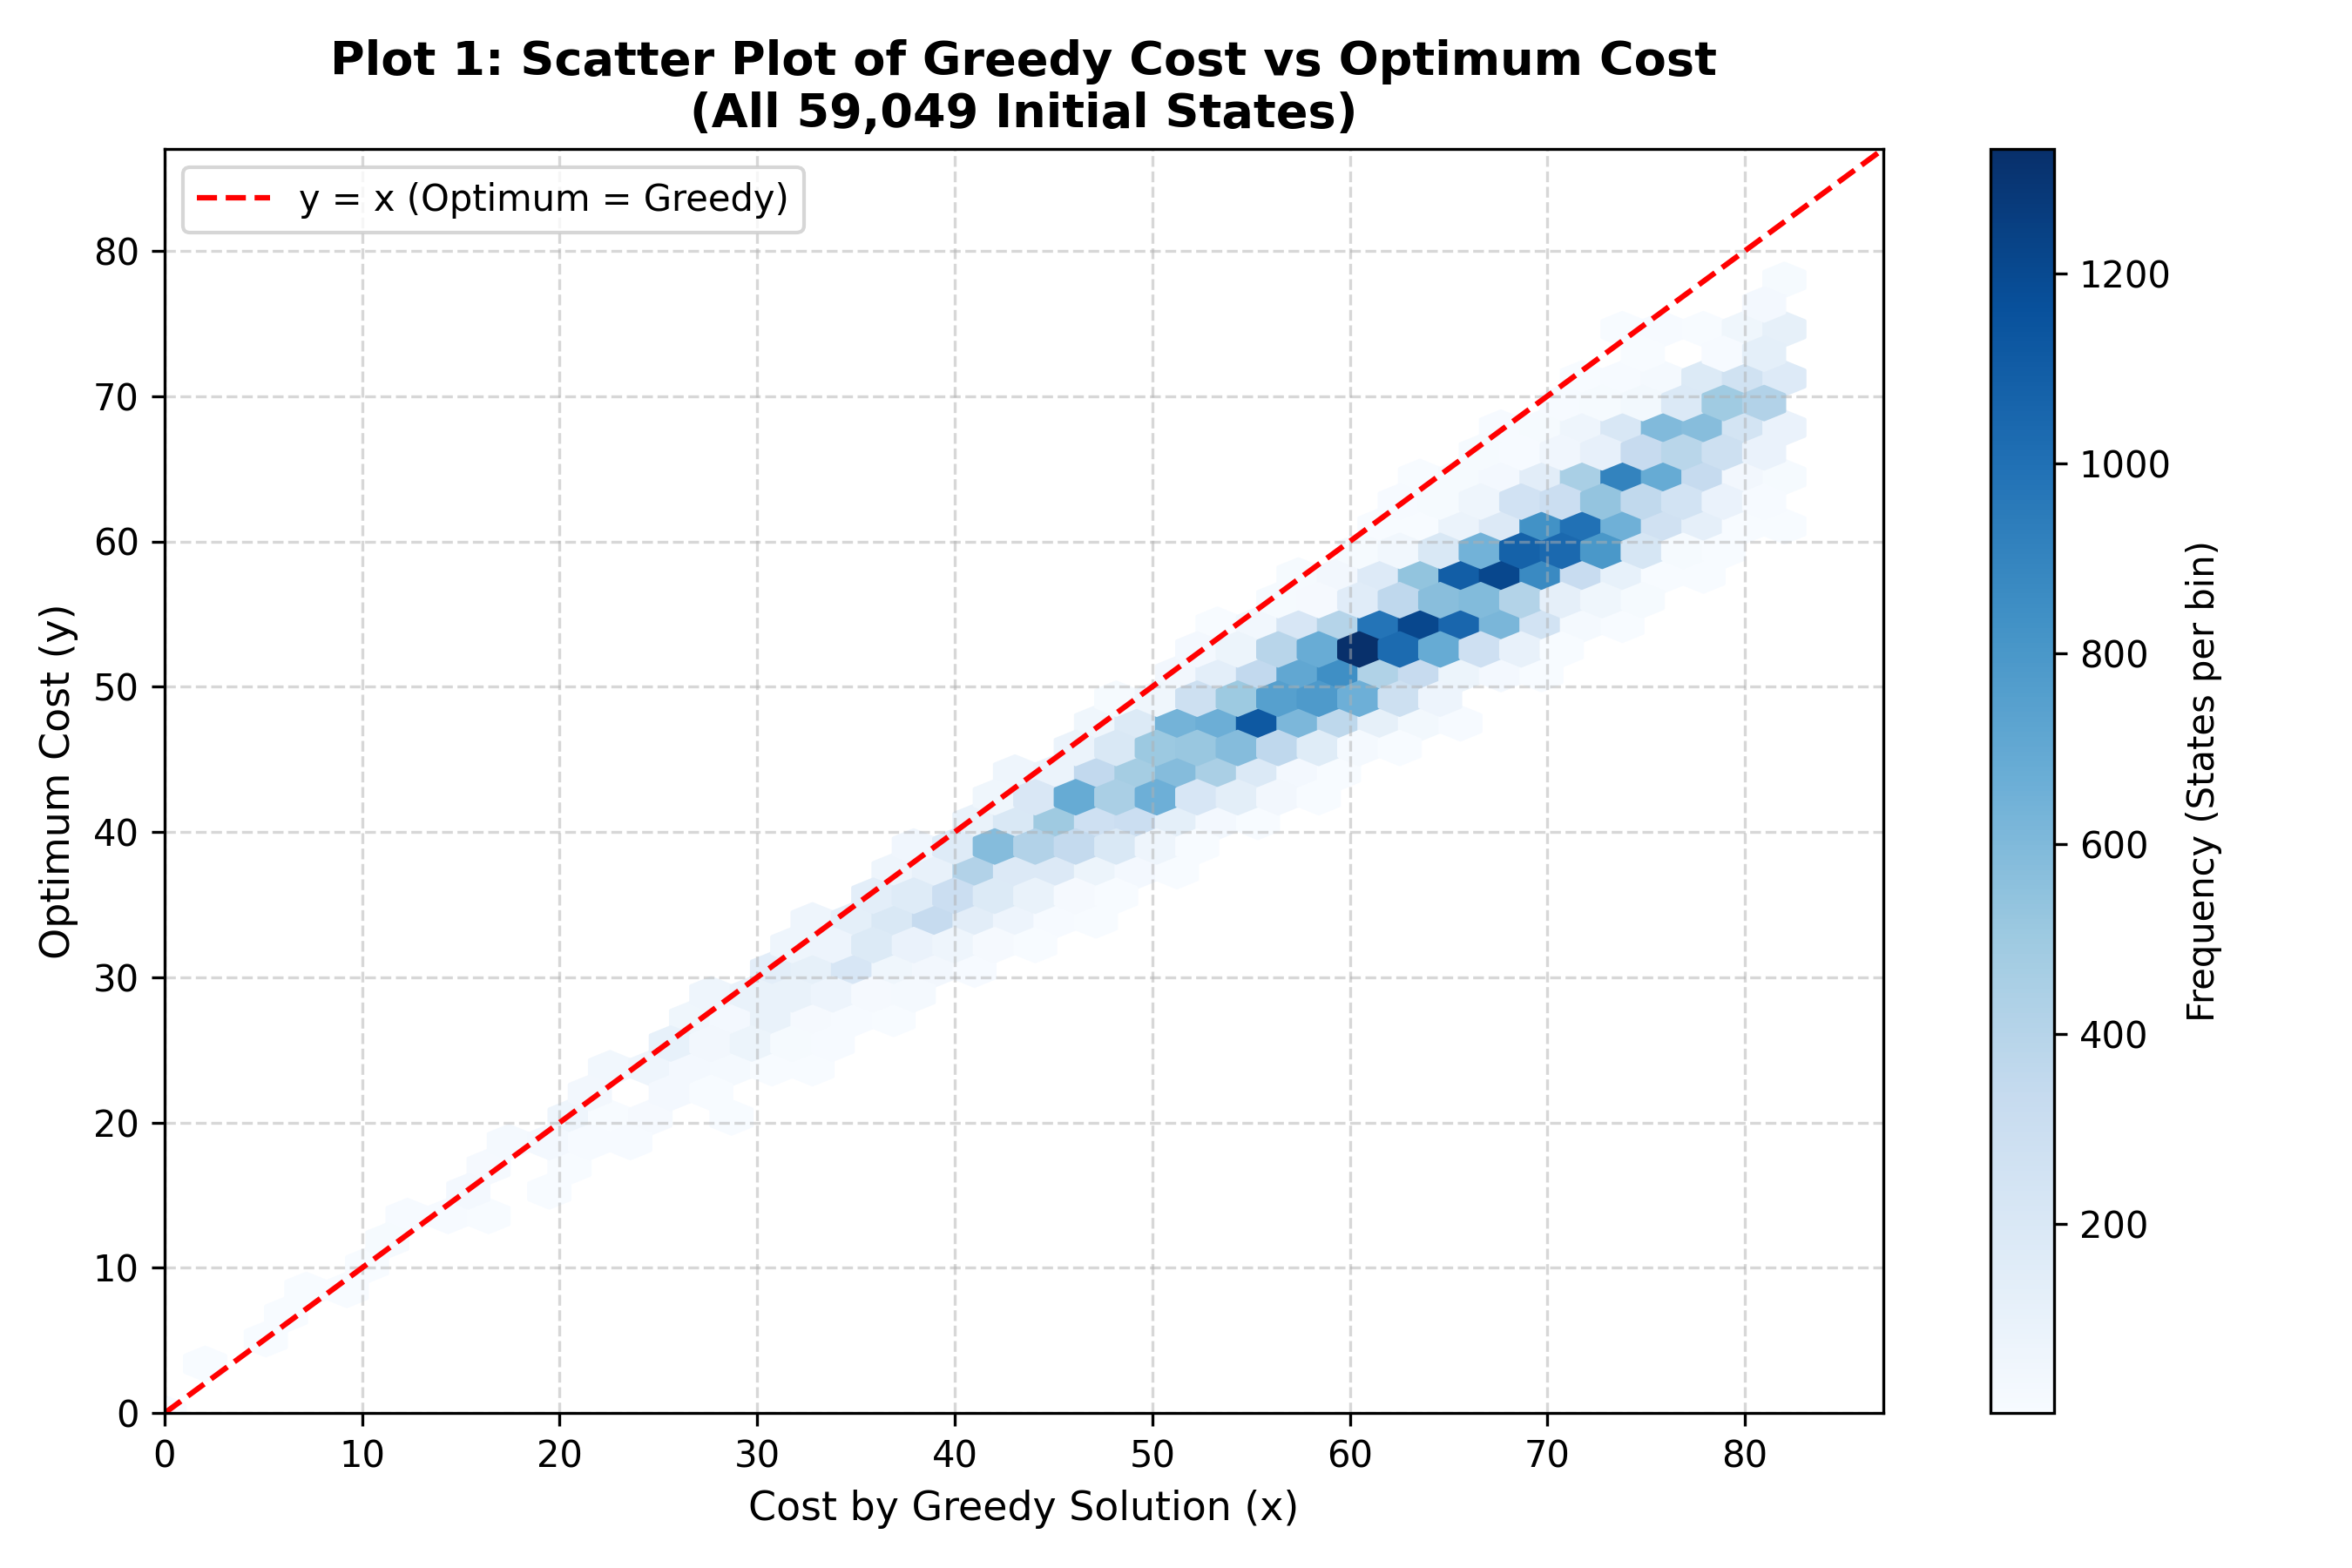 Plot 1: Scatter Plot of Greedy Cost vs Optimum Cost
(All 59,049 Initial States)
y = x (Optimum = Greedy)
80
70
60
50
40
30
20
10
0
Optimum Cost (y)
0 10 20 30 40 50 60 70 80
Cost by Greedy Solution (x)
1200
1000
800
600
400
200
Frequency (States per bin)